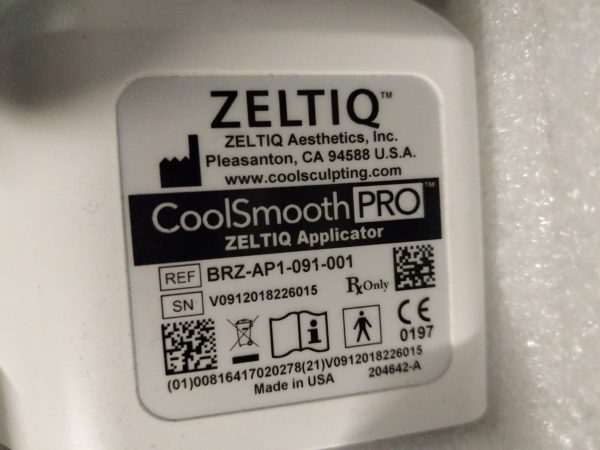 ZELTIQ™
ZELTIQ Aesthetics, Inc.
Pleasanton, CA 94588 U.S.A.
www.coolsculpting.com
CoolSmooth PRO™
ZELTIQ Applicator
REF BRZ-AP1-091-001
SN V0912018226015
Rx Only
CE
0197
(01)00816417020278(21)V0912018226015
Made in USA 204642-A